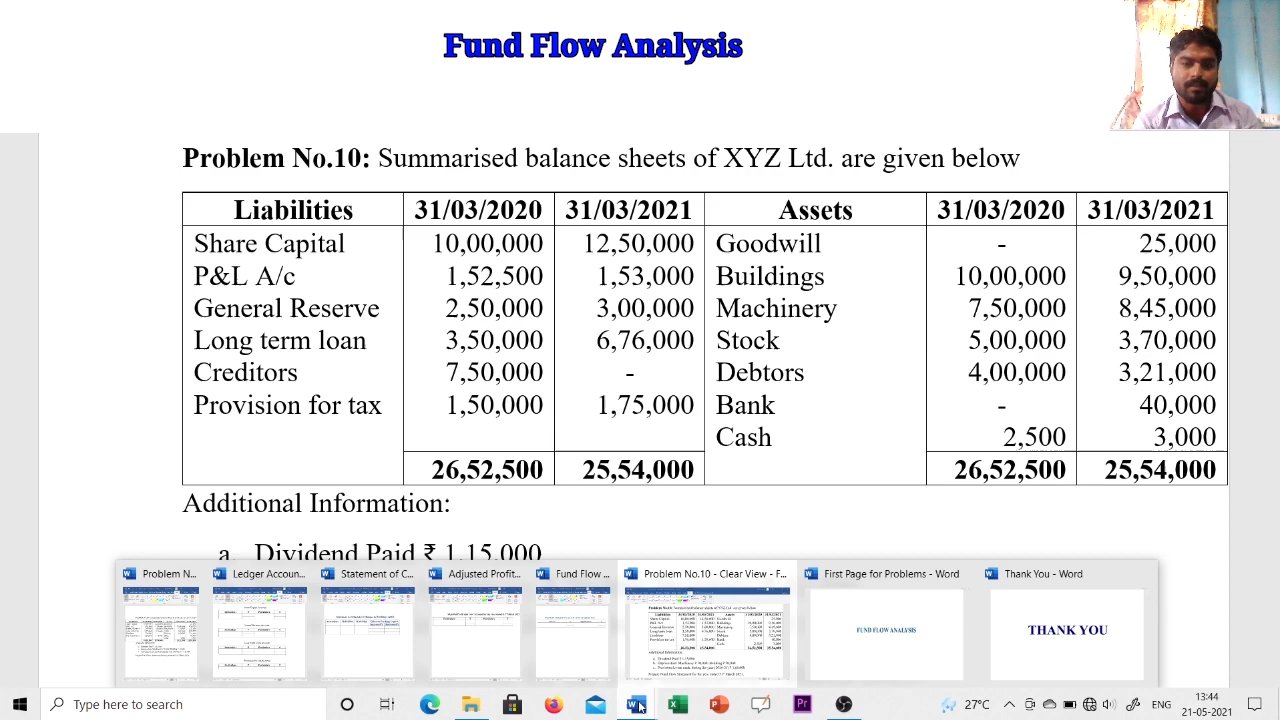 Fund Flow Analysis
Problem No.10: Summarised balance sheets of XYZ Ltd. are given below
Liabilities 31/03/2020 31/03/2021 Assets 31/03/2020 31/03/2021
Share Capital 10,00,000 12,50,000 Goodwill - 25,000
P&L A/c 1,52,500 1,53,000 Buildings 10,00,000 9,50,000
General Reserve 2,50,000 3,00,000 Machinery 7,50,000 8,45,000
Long term loan 3,50,000 6,76,000 Stock 5,00,000 3,70,000
Creditors 7,50,000 - Debtors 4,00,000 3,21,000
Provision for tax 1,50,000 1,75,000 Bank - 40,000
Cash 2,500 3,000
26,52,500 25,54,000 26,52,500 25,54,000
Additional Information:
a. Dividend Paid ₹ 1,15,000
Problem N... Ledger Accoun... Statement of C... Adjusted Profit... Fund Flow ... Problem No.10 - Clear View - F... First Page for Problems - Word Thank You - Word
FUND FLOW ANALYSIS
THANK YOU
Type here to search
27°C
ENG
13:44
21-05-2021